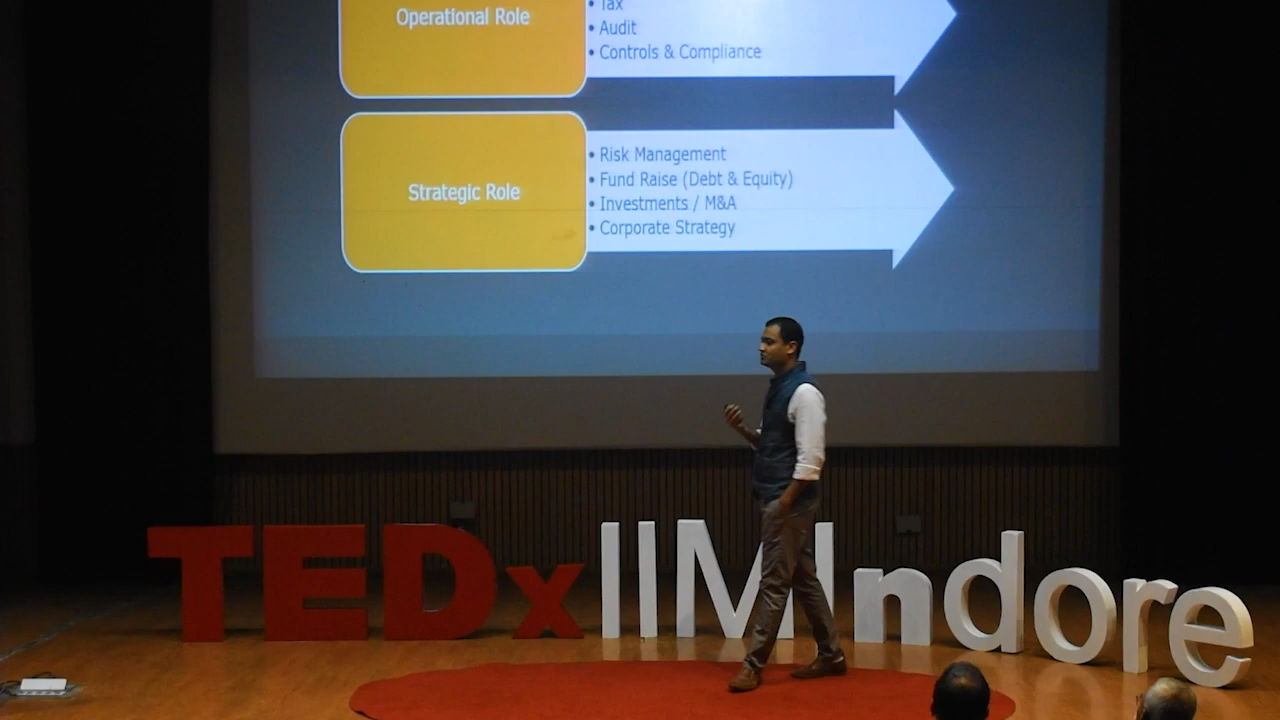 Operational Role
• Tax
• Audit
• Controls & Compliance
Strategic Role
• Risk Management
• Fund Raise (Debt & Equity)
• Investments / M&A
• Corporate Strategy
TEDxIIMIndore